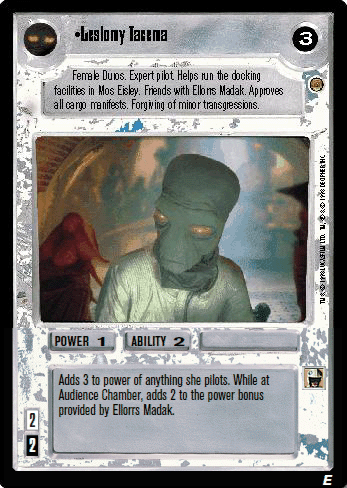 •Leslomy Tacema
3
Female Duros. Expert pilot. Helps run the docking
facilities in Mos Eisley. Friends with Ellorrs Madak. Approves
all cargo manifests. Forgiving of minor transgressions.
POWER 1 ABILITY 2
Adds 3 to power of anything she pilots. While at
Audience Chamber, adds 2 to the power bonus
provided by Ellorrs Madak.
2
2
E